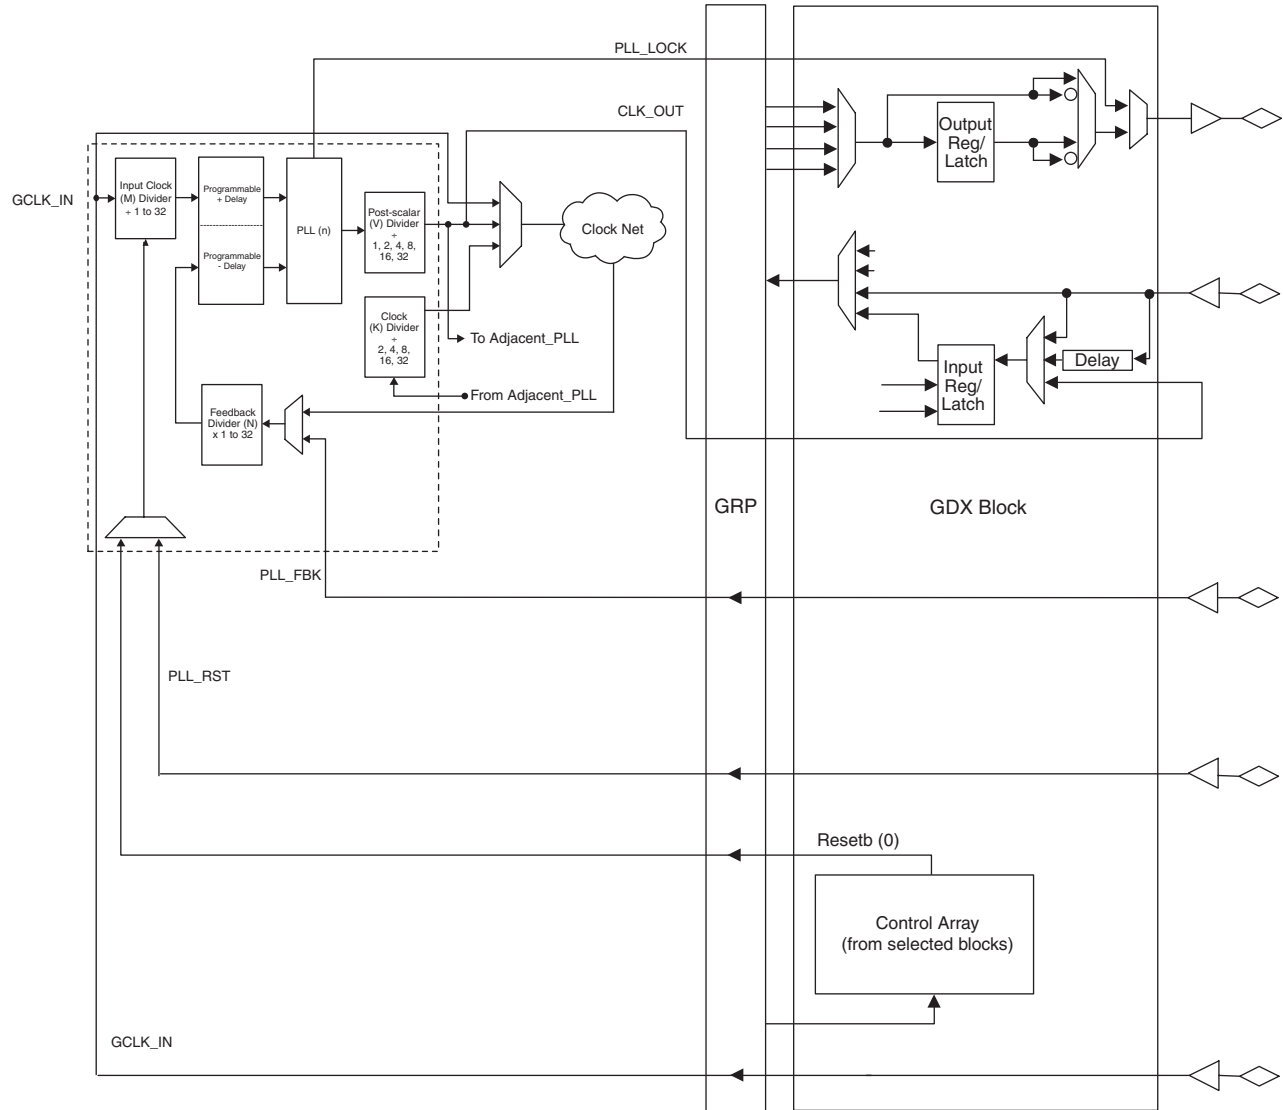 PLL_LOCK
CLK_OUT
GCLK_IN
Input Clock
(M) Divider
÷ 1 to 32
Programmable
+ Delay
Programmable
- Delay
PLL (n)
Post-scalar
(V) Divider
÷
1, 2, 4, 8,
16, 32
Clock Net
Clock
(K) Divider
÷
2, 4, 8,
16, 32
To Adjacent_PLL
From Adjacent_PLL
Feedback
Divider (N)
x 1 to 32
Output
Reg/
Latch
Delay
Input
Reg/
Latch
GRP
GDX Block
PLL_FBK
PLL_RST
Resetb (0)
Control Array
(from selected blocks)
GCLK_IN